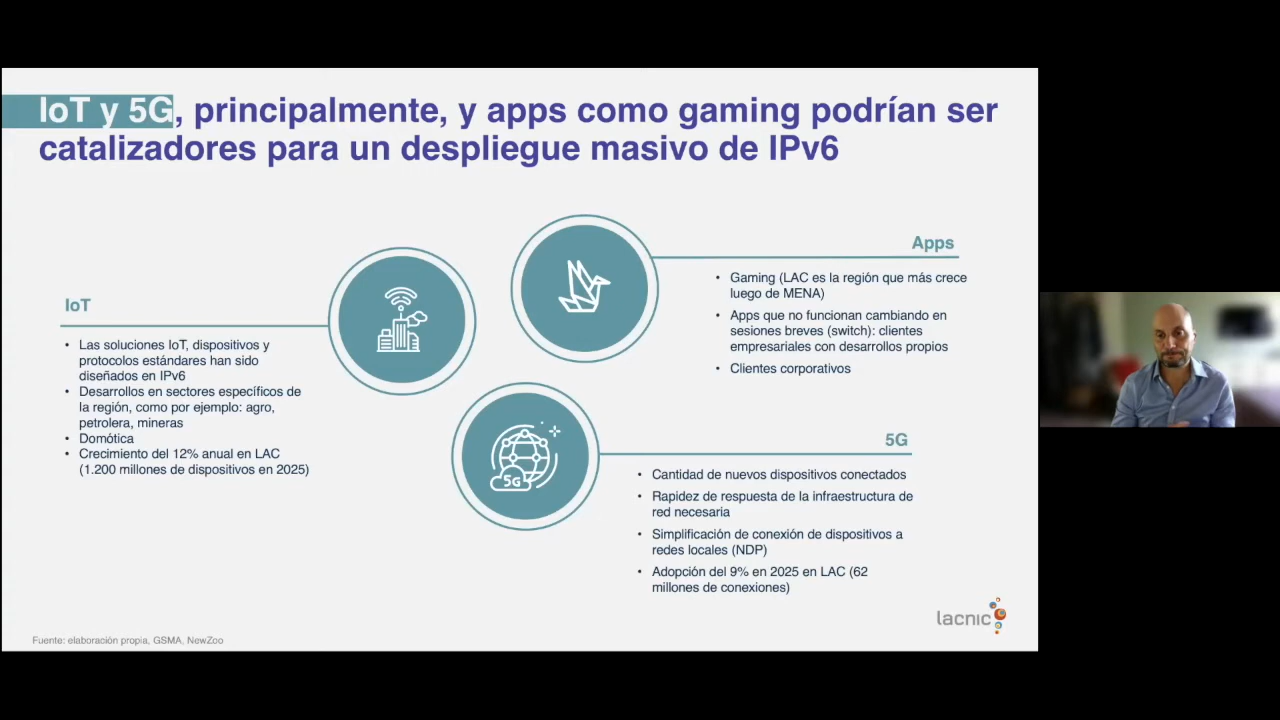 IoT y 5G, principalmente, y apps como gaming podrían ser
catalizadores para un despliegue masivo de IPv6
IoT
• Las soluciones IoT, dispositivos y
protocolos estándares han sido
diseñados en IPv6
• Desarrollos en sectores específicos de
la región, como por ejemplo: agro,
petrolera, mineras
• Domótica
• Crecimiento del 12% anual en LAC
(1.200 millones de dispositivos en 2025)
Apps
• Gaming (LAC es la región que más crece
luego de MENA)
• Apps que no funcionan cambiando en
sesiones breves (switch): clientes
empresariales con desarrollos propios
• Clientes corporativos
5G
5G
• Cantidad de nuevos dispositivos conectados
• Rapidez de respuesta de la infraestructura de
red necesaria
• Simplificación de conexión de dispositivos a
redes locales (NDP)
• Adopción del 9% en 2025 en LAC (62
millones de conexiones)
lacnic
Fuente: elaboración propia, GSMA, NewZoo